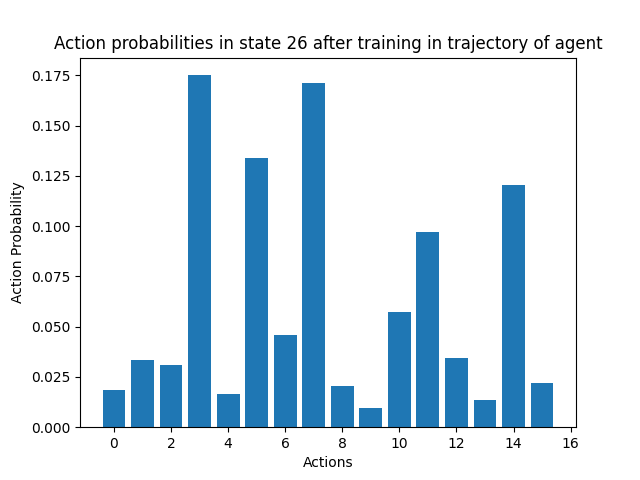 Action probabilities in state 26 after training in trajectory of agent
0.175
0.150
0.125
0.100
0.075
0.050
0.025
0.000
Action Probability
0 2 4 6 8 10 12 14 16
Actions